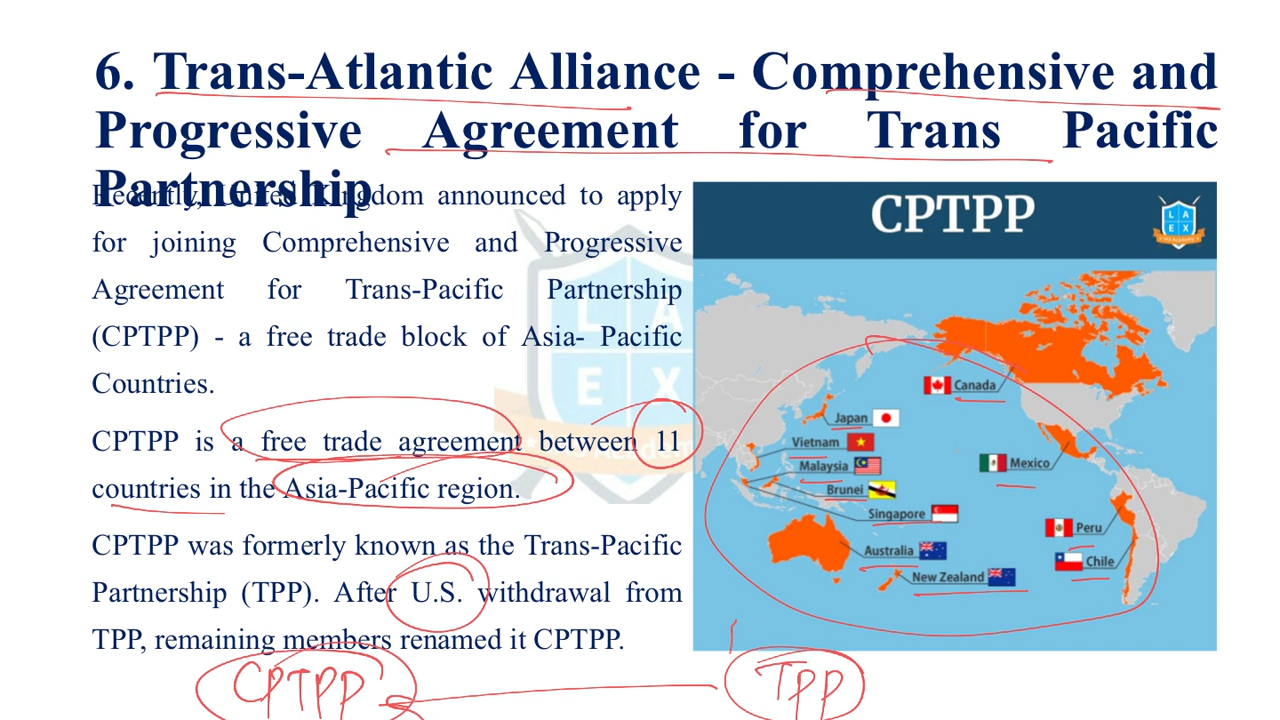 6. Trans-Atlantic Alliance - Comprehensive and
Progressive Agreement for Trans Pacific
Partnership
Recently, United Kingdom announced to apply
for joining Comprehensive and Progressive
Agreement for Trans-Pacific Partnership
(CPTPP) - a free trade block of Asia- Pacific
Countries.
CPTPP is a free trade agreement between 11
countries in the Asia-Pacific region.
CPTPP was formerly known as the Trans-Pacific
Partnership (TPP). After U.S. withdrawal from
TPP, remaining members renamed it CPTPP.
CPTPP
TPP
CPTPP
L A
E X
Canada
Japan
Vietnam
Malaysia
Mexico
Brunei
Singapore
Peru
Australia
Chile
New Zealand
L A
E X